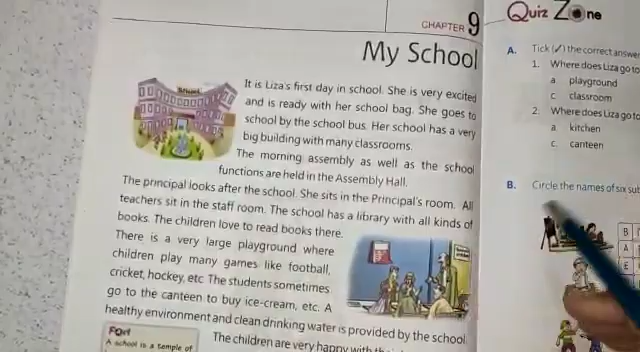 CHAPTER 9
My School
It is Liza's first day in school. She is very excited
and is ready with her school bag. She goes to
school by the school bus. Her school has a very
big building with many classrooms.
The morning assembly as well as the school
functions are held in the Assembly Hall.
The principal looks after the school. She sits in the Principal's room. All
teachers sit in the staff room. The school has a library with all kinds of
books. The children love to read books there.
There is a very large playground where
children play many games like football,
cricket, hockey, etc The students sometimes
go to the canteen to buy ice-cream, etc. A
healthy environment and clean drinking water is provided by the school.
The children are very happy with
Fact
A school is a temple of
School
Quiz Zone
A. Tick (✓) the correct answer
1. Where does Liza go to
a. playground
c. classroom
2. Where does Liza go to
a. kitchen
c. canteen
B. Circle the names of six
B
A
E